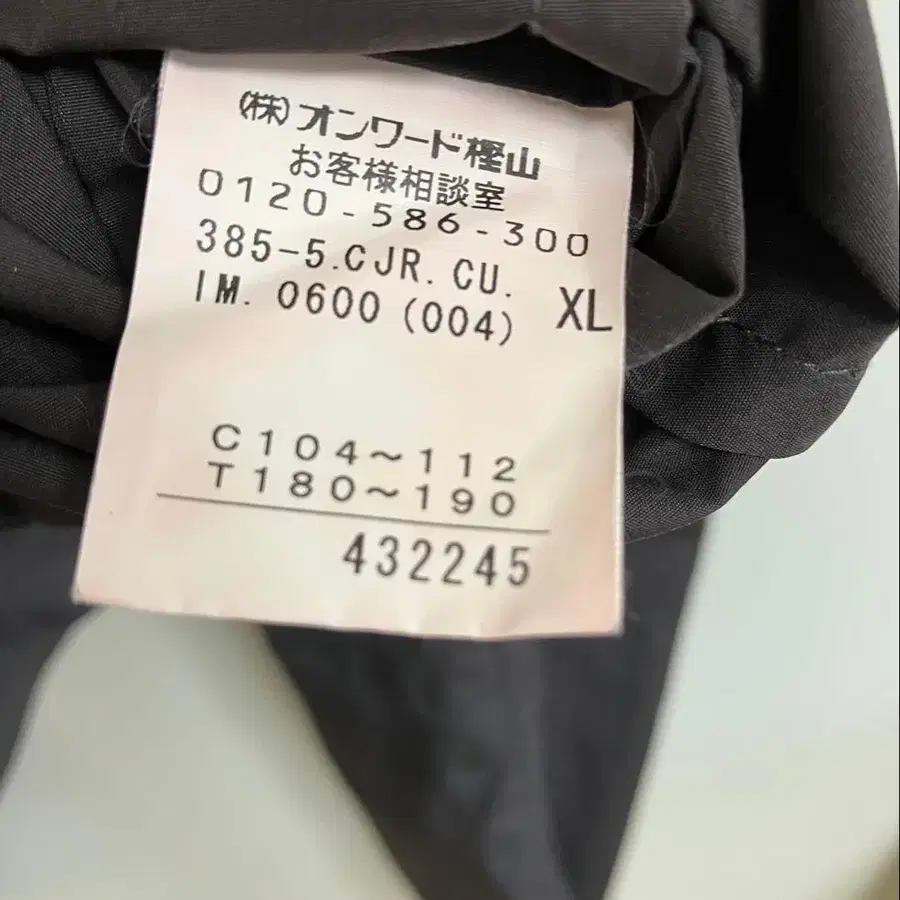 (株)オンワード樫山
お客様相談室
0120-586-300
385-5.CJR.CU.
IM. 0600 (004) XL
C104～112
T180～190
432245